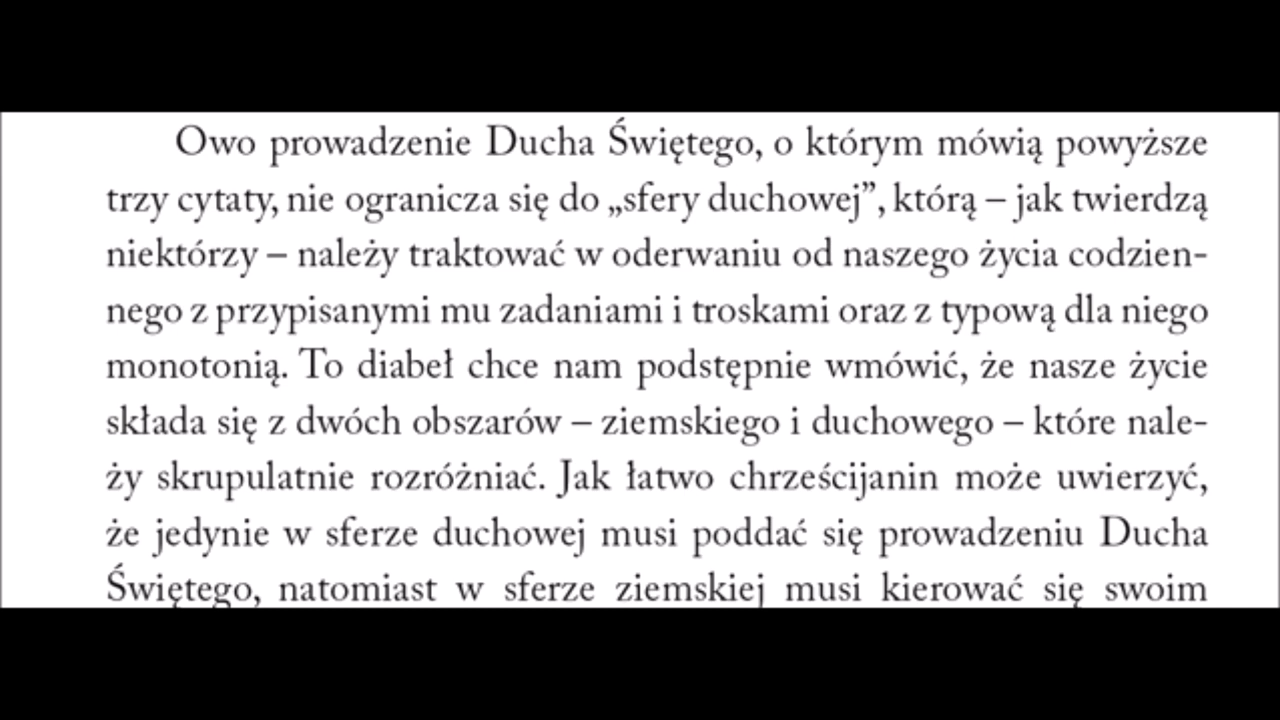 Owo prowadzenie Ducha Świętego, o którym mówią powyższe
trzy cytaty, nie ogranicza się do „sfery duchowej”, którą – jak twierdzą
niektórzy – należy traktować w oderwaniu od naszego życia codzien-
nego z przypisanymi mu zadaniami i troskami oraz z typową dla niego
monotonią. To diabeł chce nam podstępnie wmówić, że nasze życie
składa się z dwóch obszarów – ziemskiego i duchowego – które nale-
ży skrupulatnie rozróżniać. Jak łatwo chrześcijanin może uwierzyć,
że jedynie w sferze duchowej musi poddać się prowadzeniu Ducha
Świętego, natomiast w sferze ziemskiej musi kierować się swoim